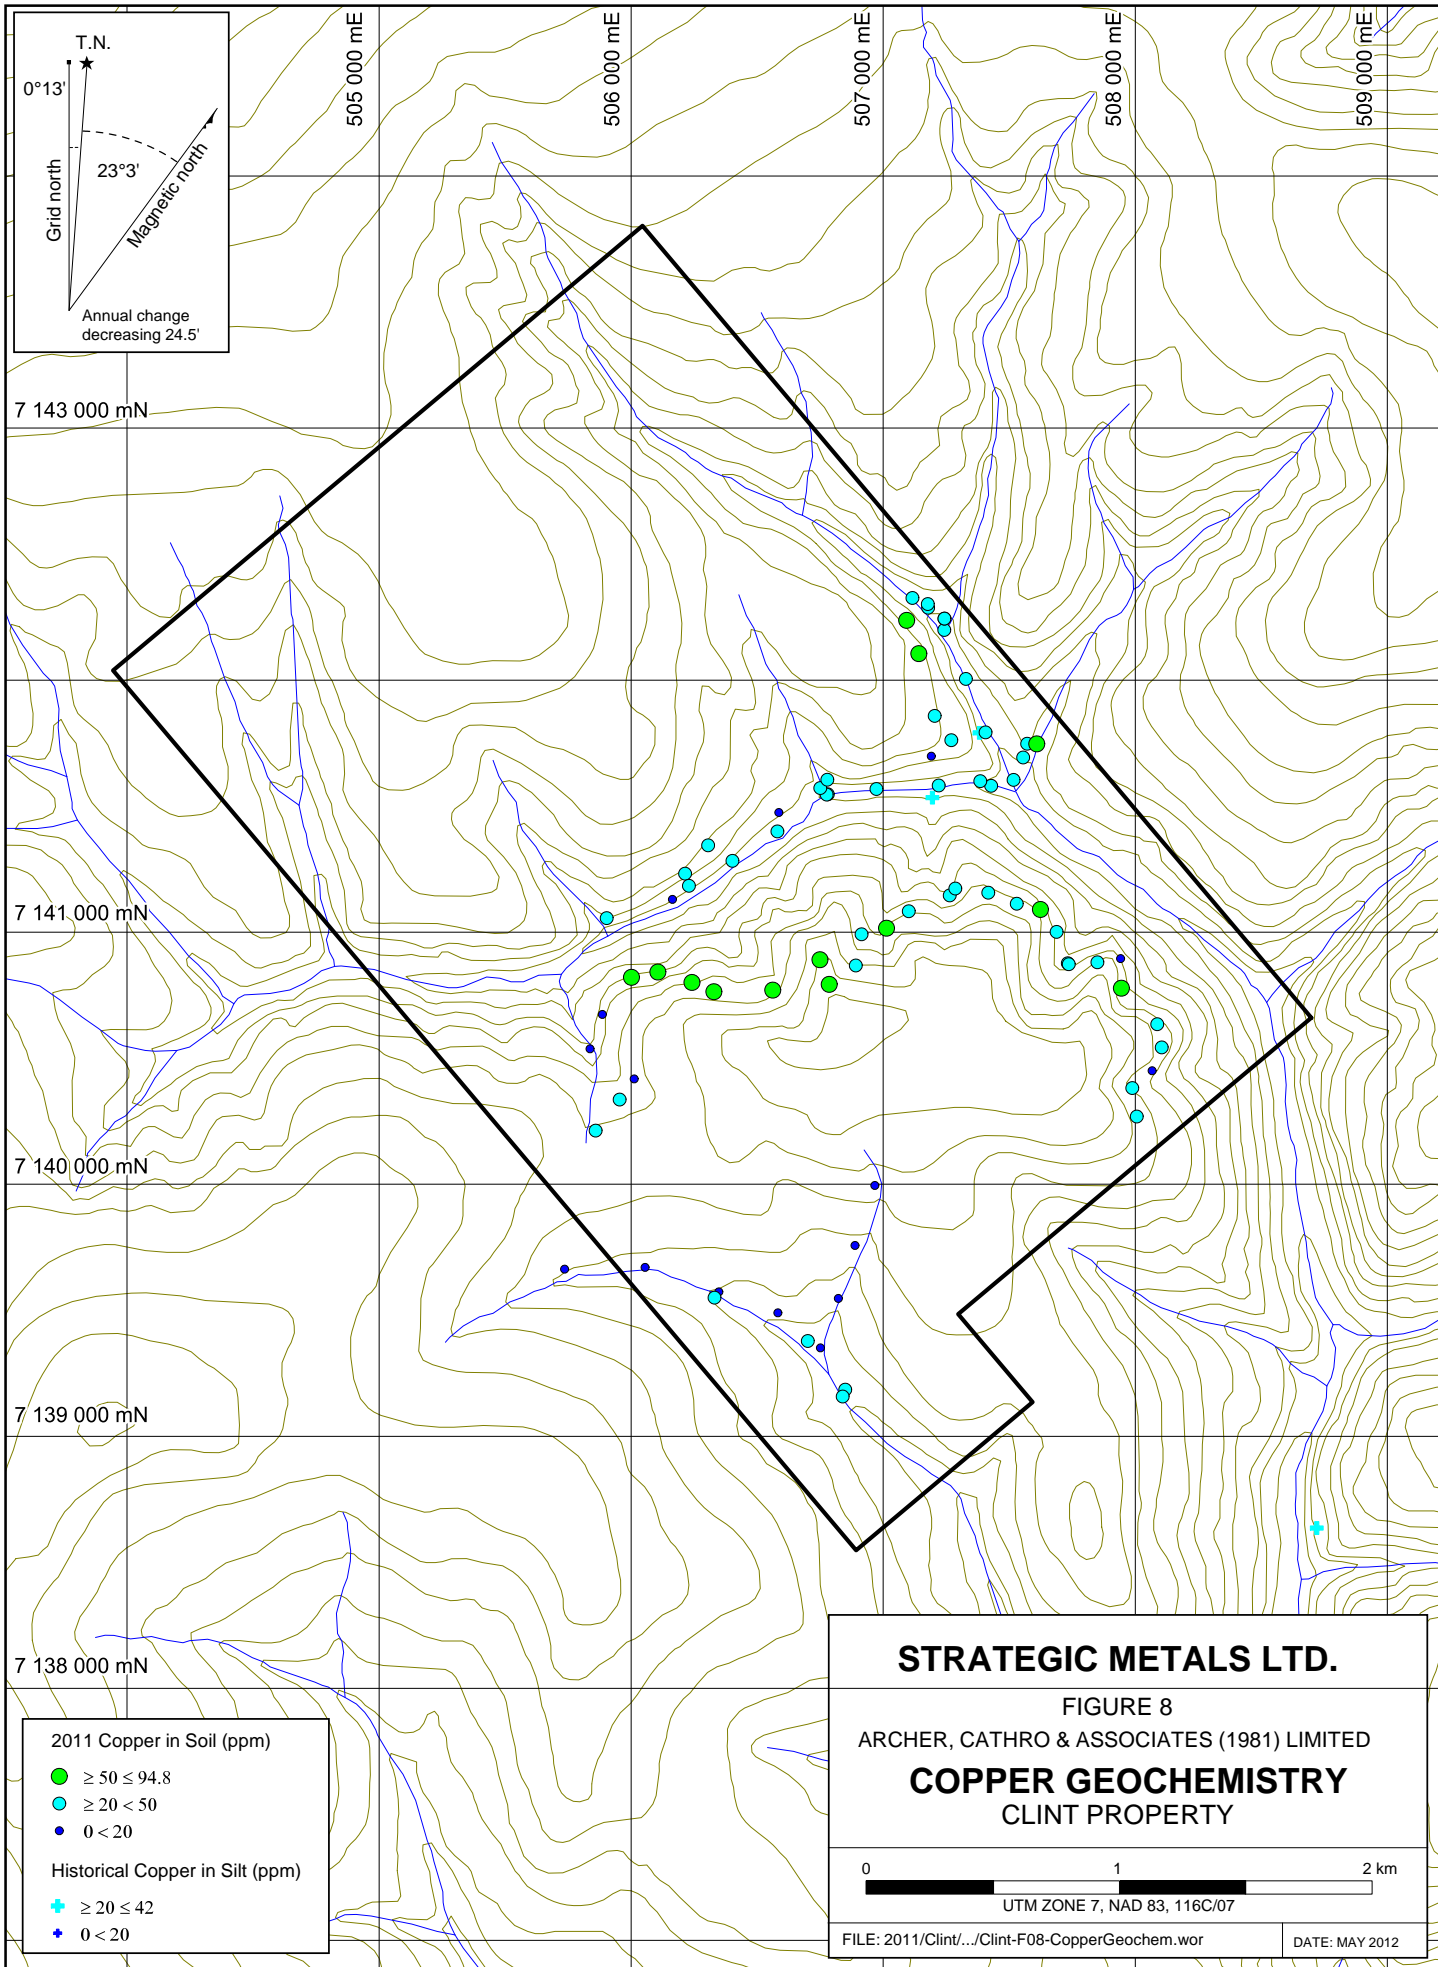 T.N.
0°13'
23°3'
Grid north
Magnetic north
Annual change
decreasing 24.5'
505 000 mE
506 000 mE
507 000 mE
508 000 mE
509 000 mE
7 143 000 mN
7 141 000 mN
7 140 000 mN
7 139 000 mN
7 138 000 mN
2011 Copper in Soil (ppm)
≥ 50 ≤ 94.8
≥ 20 < 50
0 < 20
Historical Copper in Silt (ppm)
≥ 20 ≤ 42
0 < 20
STRATEGIC METALS LTD.
FIGURE 8
ARCHER, CATHRO & ASSOCIATES (1981) LIMITED
COPPER GEOCHEMISTRY
CLINT PROPERTY
0 1 2 km
UTM ZONE 7, NAD 83, 116C/07
FILE: 2011/Clint/.../Clint-F08-CopperGeochem.wor
DATE: MAY 2012